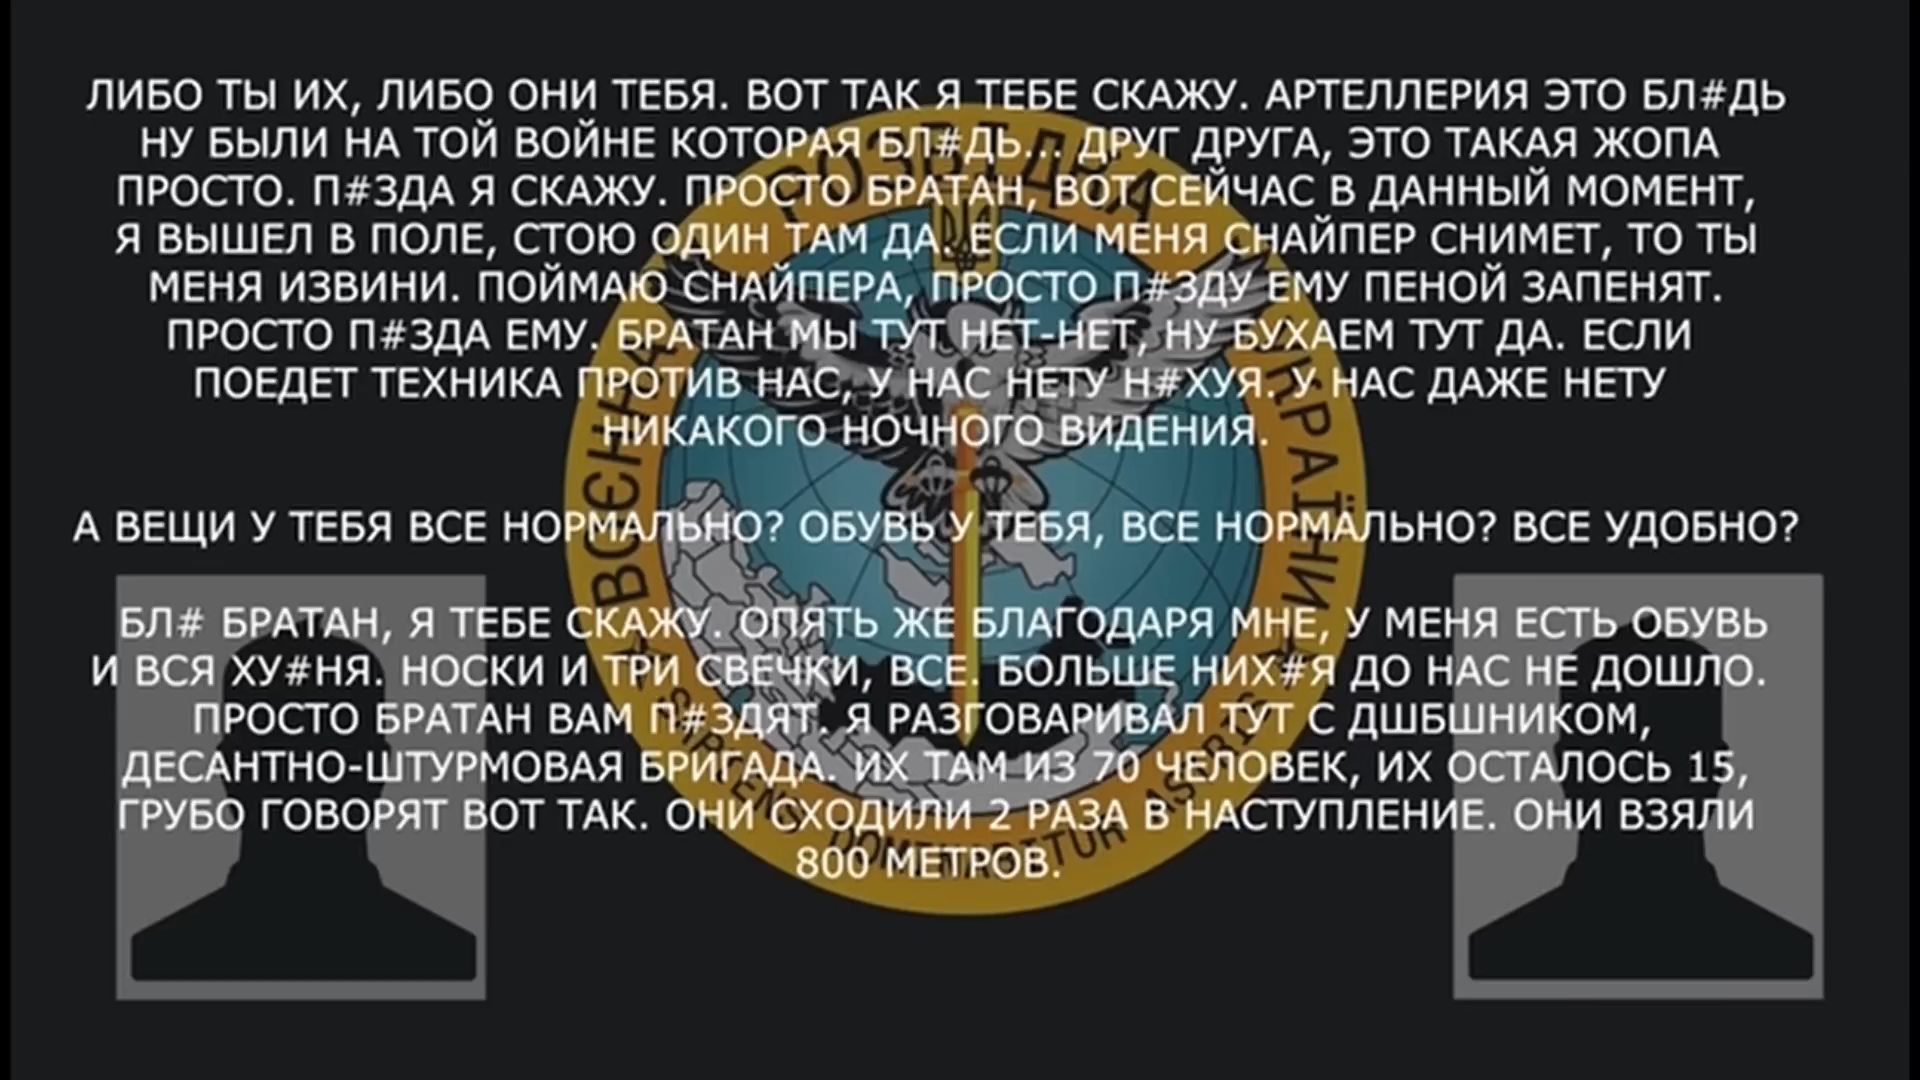 ЛИБО ТЫ ИХ, ЛИБО ОНИ ТЕБЯ. ВОТ ТАК Я ТЕБЕ СКАЖУ. АРТЕЛЛЕРИЯ ЭТО БЛ#ДЬ
НУ БЫЛИ НА ТОЙ ВОЙНЕ КОТОРАЯ БЛ#ДЬ... ДРУГ ДРУГА, ЭТО ТАКАЯ ЖОПА
ПРОСТО. П#ЗДА Я СКАЖУ. ПРОСТО БРАТАН, ВОТ СЕЙЧАС В ДАННЫЙ МОМЕНТ,
Я ВЫШЕЛ В ПОЛЕ, СТОЮ ОДИН ТАМ ДА. ЕСЛИ МЕНЯ СНАЙПЕР СНИМЕТ, ТО ТЫ
МЕНЯ ИЗВИНИ. ПОЙМАЮ СНАЙПЕРА, ПРОСТО П#ЗДУ ЕМУ ПЕНОЙ ЗАПЕНЯТ.
ПРОСТО П#ЗДА ЕМУ. БРАТАН МЫ ТУТ НЕТ-НЕТ, НУ БУХАЕМ ТУТ ДА. ЕСЛИ
ПОЕДЕТ ТЕХНИКА ПРОТИВ НАС, У НАС НЕТУ Н#ХУЯ. У НАС ДАЖЕ НЕТУ
НИКАКОГО НОЧНОГО ВИДЕНИЯ.
А ВЕЩИ У ТЕБЯ ВСЕ НОРМАЛЬНО? ОБУВЬ У ТЕБЯ, ВСЕ НОРМАЛЬНО? ВСЕ УДОБНО?
БЛ# БРАТАН, Я ТЕБЕ СКАЖУ. ОПЯТЬ ЖЕ БЛАГОДАРЯ МНЕ, У МЕНЯ ЕСТЬ ОБУВЬ
И ВСЯ ХУ#НЯ. НОСКИ И ТРИ СВЕЧКИ, ВСЕ. БОЛЬШЕ НИХ#Я ДО НАС НЕ ДОШЛО.
ПРОСТО БРАТАН ВАМ П#ЗДЯТ. Я РАЗГОВАРИВАЛ ТУТ С ДШБШНИКОМ,
ДЕСАНТНО-ШТУРМОВАЯ БРИГАДА. ИХ ТАМ ИЗ 70 ЧЕЛОВЕК, ИХ ОСТАЛОСЬ 15,
ГРУБО ГОВОРЯТ ВОТ ТАК. ОНИ СХОДИЛИ 2 РАЗА В НАСТУПЛЕНИЕ. ОНИ ВЗЯЛИ
800 МЕТРОВ.
ВОЄННА РОЗВІДКА УКРАЇНИ
SAPIENS DOMINABITUR ASTRIS